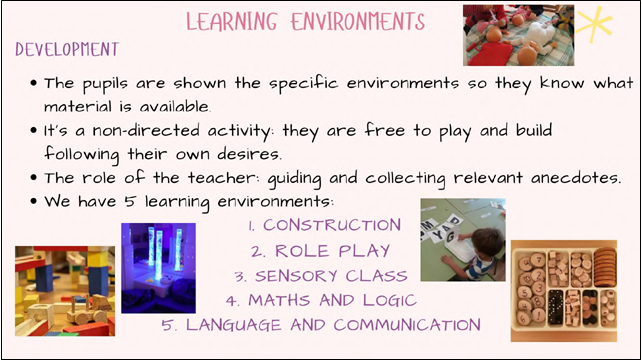 LEARNING ENVIRONMENTS
DEVELOPMENT
• The pupils are shown the specific environments so they know what
material is available.
• It's a non-directed activity: they are free to play and build
following their own desires.
• The role of the teacher: guiding and collecting relevant anecdotes.
• We have 5 learning environments:
1. CONSTRUCTION
2. ROLE PLAY
3. SENSORY CLASS
4. MATHS AND LOGIC
5. LANGUAGE AND COMMUNICATION